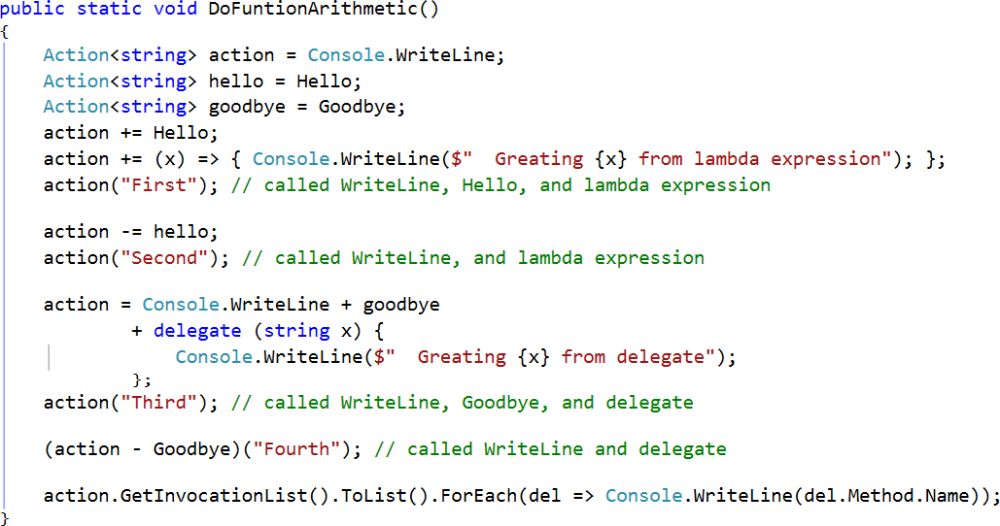 public static void DoFuntionArithmetic()
{
    Action<string> action = Console.WriteLine;
    Action<string> hello = Hello;
    Action<string> goodbye = Goodbye;
    action += Hello;
    action += (x) => { Console.WriteLine($"  Greating {x} from lambda expression"); };
    action("First"); // called WriteLine, Hello, and lambda expression

    action -= hello;
    action("Second"); // called WriteLine, and lambda expression

    action = Console.WriteLine + goodbye
            + delegate (string x) {
                Console.WriteLine($"  Greating {x} from delegate");
            };
    action("Third"); // called WriteLine, Goodbye, and delegate

    (action - Goodbye)("Fourth"); // called WriteLine and delegate

    action.GetInvocationList().ToList().ForEach(del => Console.WriteLine(del.Method.Name));
}